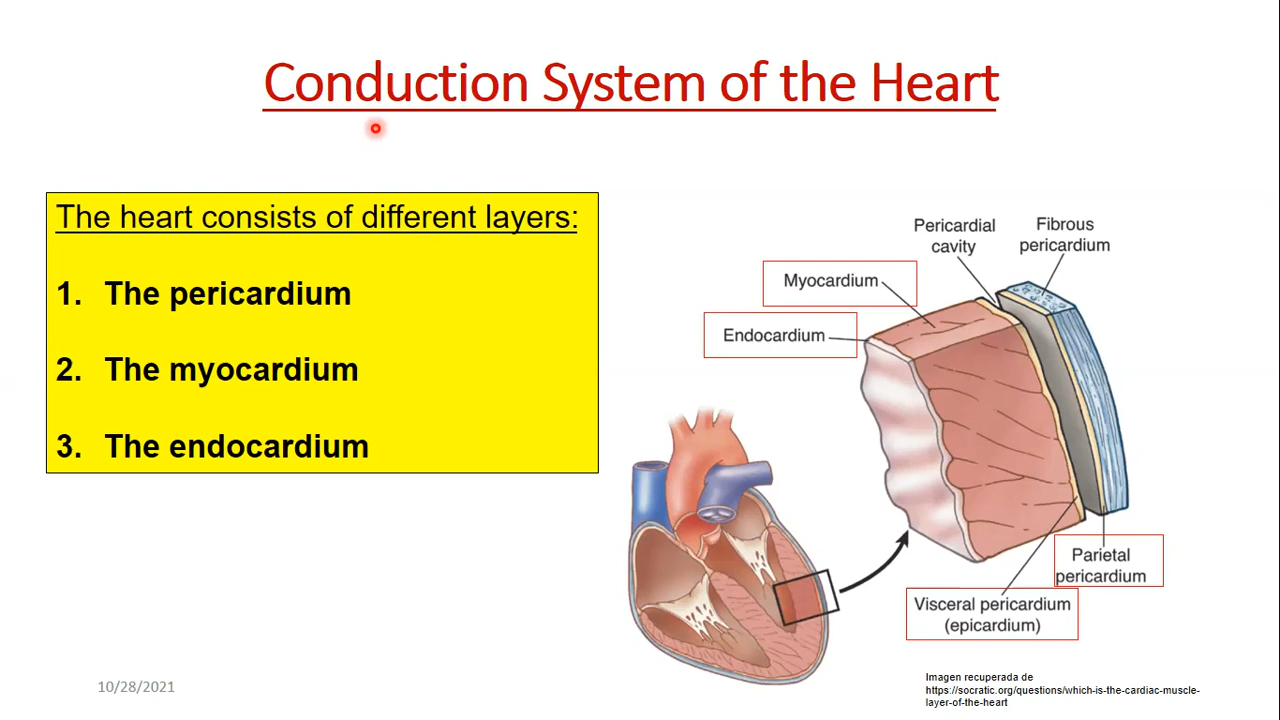 Conduction System of the Heart
The heart consists of different layers:
1. The pericardium
2. The myocardium
3. The endocardium
Pericardial
cavity
Fibrous
pericardium
Myocardium
Endocardium
Parietal
pericardium
Visceral pericardium
(epicardium)
10/28/2021
Imagen recuperada de
https://socratic.org/questions/which-is-the-cardiac-muscle-
layer-of-the-heart